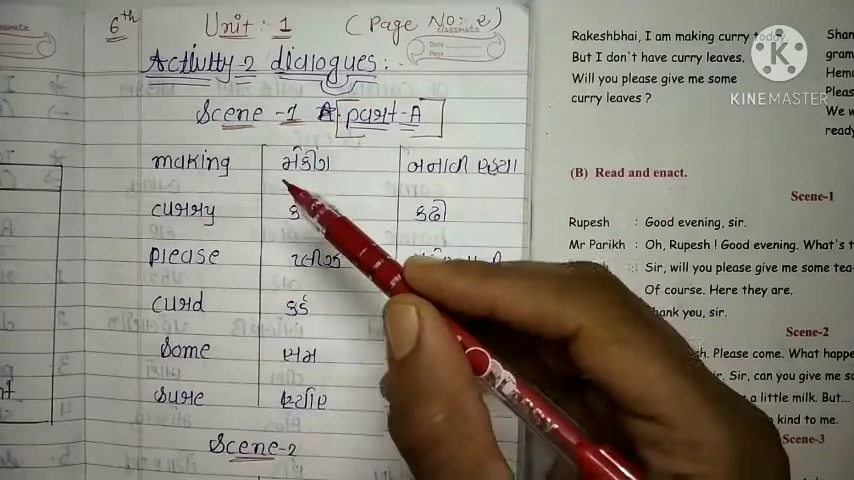 6th Unit :- 1 (Page No:- 2)
classmate
Date
Page
Activity-2 dialogues :-
Scene -1 part-A
making મેકીંગ બનાવી રહ્યા
curry કઢી
please પ્લીઝ
curd કર્ડ
some સમ
sure શ્યૉર
Scene-2
Rakeshbhai, I am making curry today.
But I don't have curry leaves.
Will you please give me some
curry leaves ?
KINEMASTER
(B) Read and enact.
Scene-1
Rupesh : Good evening, sir.
Mr Parikh : Oh, Rupesh ! Good evening. What's
: Sir, will you please give me some tea-
Of course. Here they are.
Thank you, sir.
Scene-2
Please come. What
Sir, can you give me
a little milk. But...
kind to me.
Scene-3